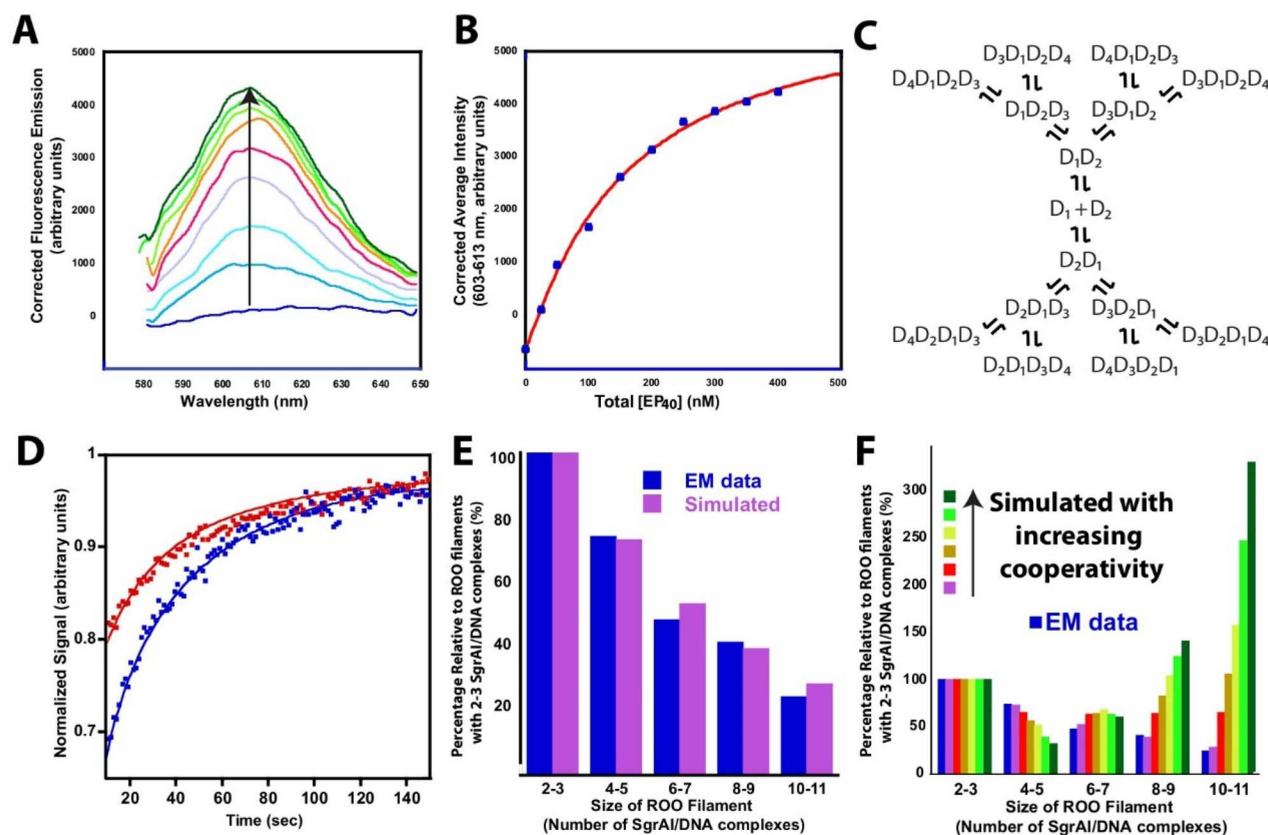 A
Corrected Fluorescence Emission
(arbitrary units)
5000
4000
3000
2000
1000
0
580 590 600 610 620 630 640 650
Wavelength (nm)
B
Corrected Average Intensity
(603-613 nm, arbitrary units)
5000
4000
5000
2000
1000
0
0 100 200 300 400 500
Total [EP40] (nM)
C
D3D1D2D4 D4D1D2D3
D4D1D2D3 D3D1D2D4
D1D2D3 D3D1D2
D1D2
D1 + D2
D2D1
D2D1D3 D3D2D1
D4D2D1D3 D3D2D1D4
D2D1D3D4 D4D3D2D1
D
Normalized Signal (arbitrary units)
1
0.9
0.8
0.7
20 40 60 80 100 120 140
Time (sec)
E
Percentage Relative to ROO filaments
with 2-3 SgrAI/DNA complexes (%)
100
80
60
40
20
EM data
Simulated
2-3 4-5 6-7 8-9 10-11
Size of ROO Filament
(Number of SgrAI/DNA complexes)
F
Percentage Relative to ROO filaments
with 2-3 SgrAI/DNA complexes (%)
300
250
200
150
100
50
0
Simulated with
increasing
cooperativity
EM data
2-3 4-5 6-7 8-9 10-11
Size of ROO Filament
(Number of SgrAI/DNA complexes)